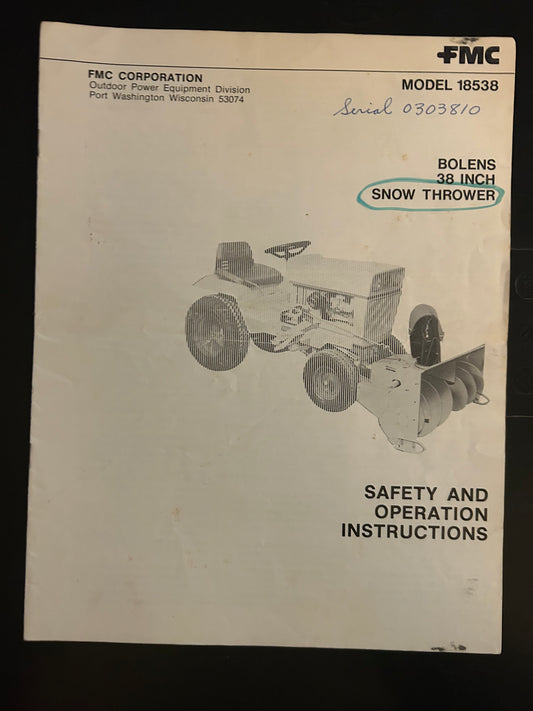 FMC
FMC CORPORATION
Outdoor Power Equipment Division
Port Washington Wisconsin 53074
MODEL 18538
Serial 0303810
BOLENS
38 INCH
SNOW THROWER
SAFETY AND
OPERATION
INSTRUCTIONS